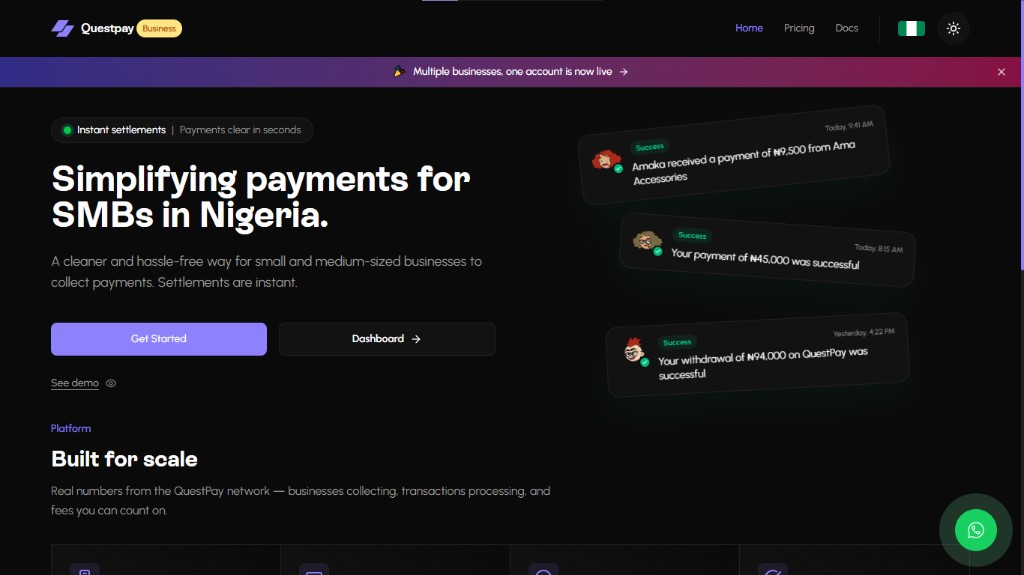 Questpay Business
Home
Pricing
Docs
Multiple businesses, one account is now live →
Instant settlements | Payments clear in seconds
Simplifying payments for
SMBs in Nigeria.
A cleaner and hassle-free way for small and medium-sized businesses to
collect payments. Settlements are instant.
Get Started
Dashboard →
See demo
Success
Today, 9:41 AM
Amaka received a payment of ₦9,500 from Ama
Accessories
Success
Today, 8:15 AM
Your payment of ₦45,000 was successful
Success
Yesterday, 4:22 PM
Your withdrawal of ₦94,000 on QuestPay was
successful
Platform
Built for scale
Real numbers from the QuestPay network — businesses collecting, transactions processing, and
fees you can count on.